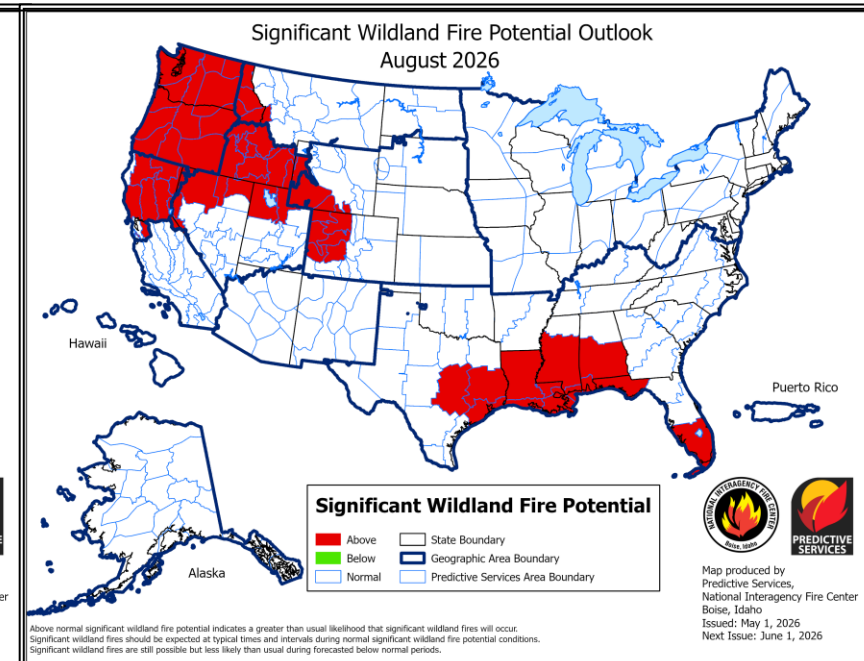 Significant Wildland Fire Potential Outlook
August 2026
Hawaii
Puerto Rico
Alaska
Significant Wildland Fire Potential
Above
State Boundary
Below
Geographic Area Boundary
Normal
Predictive Services Area Boundary
NATIONAL INTERAGENCY FIRE CENTER
Boise, Idaho
PREDICTIVE
SERVICES
er
Map produced by
Predictive Services,
National Interagency Fire Center
Boise, Idaho
Issued: May 1, 2026
Next Issue: June 1, 2026
Above normal significant wildland fire potential indicates a greater than usual likelihood that significant wildland fires will occur.
Significant wildland fires should be expected at typical times and intervals during normal significant wildland fire potential conditions.
Significant wildland fires are still possible but less likely than usual during forecasted below normal periods.